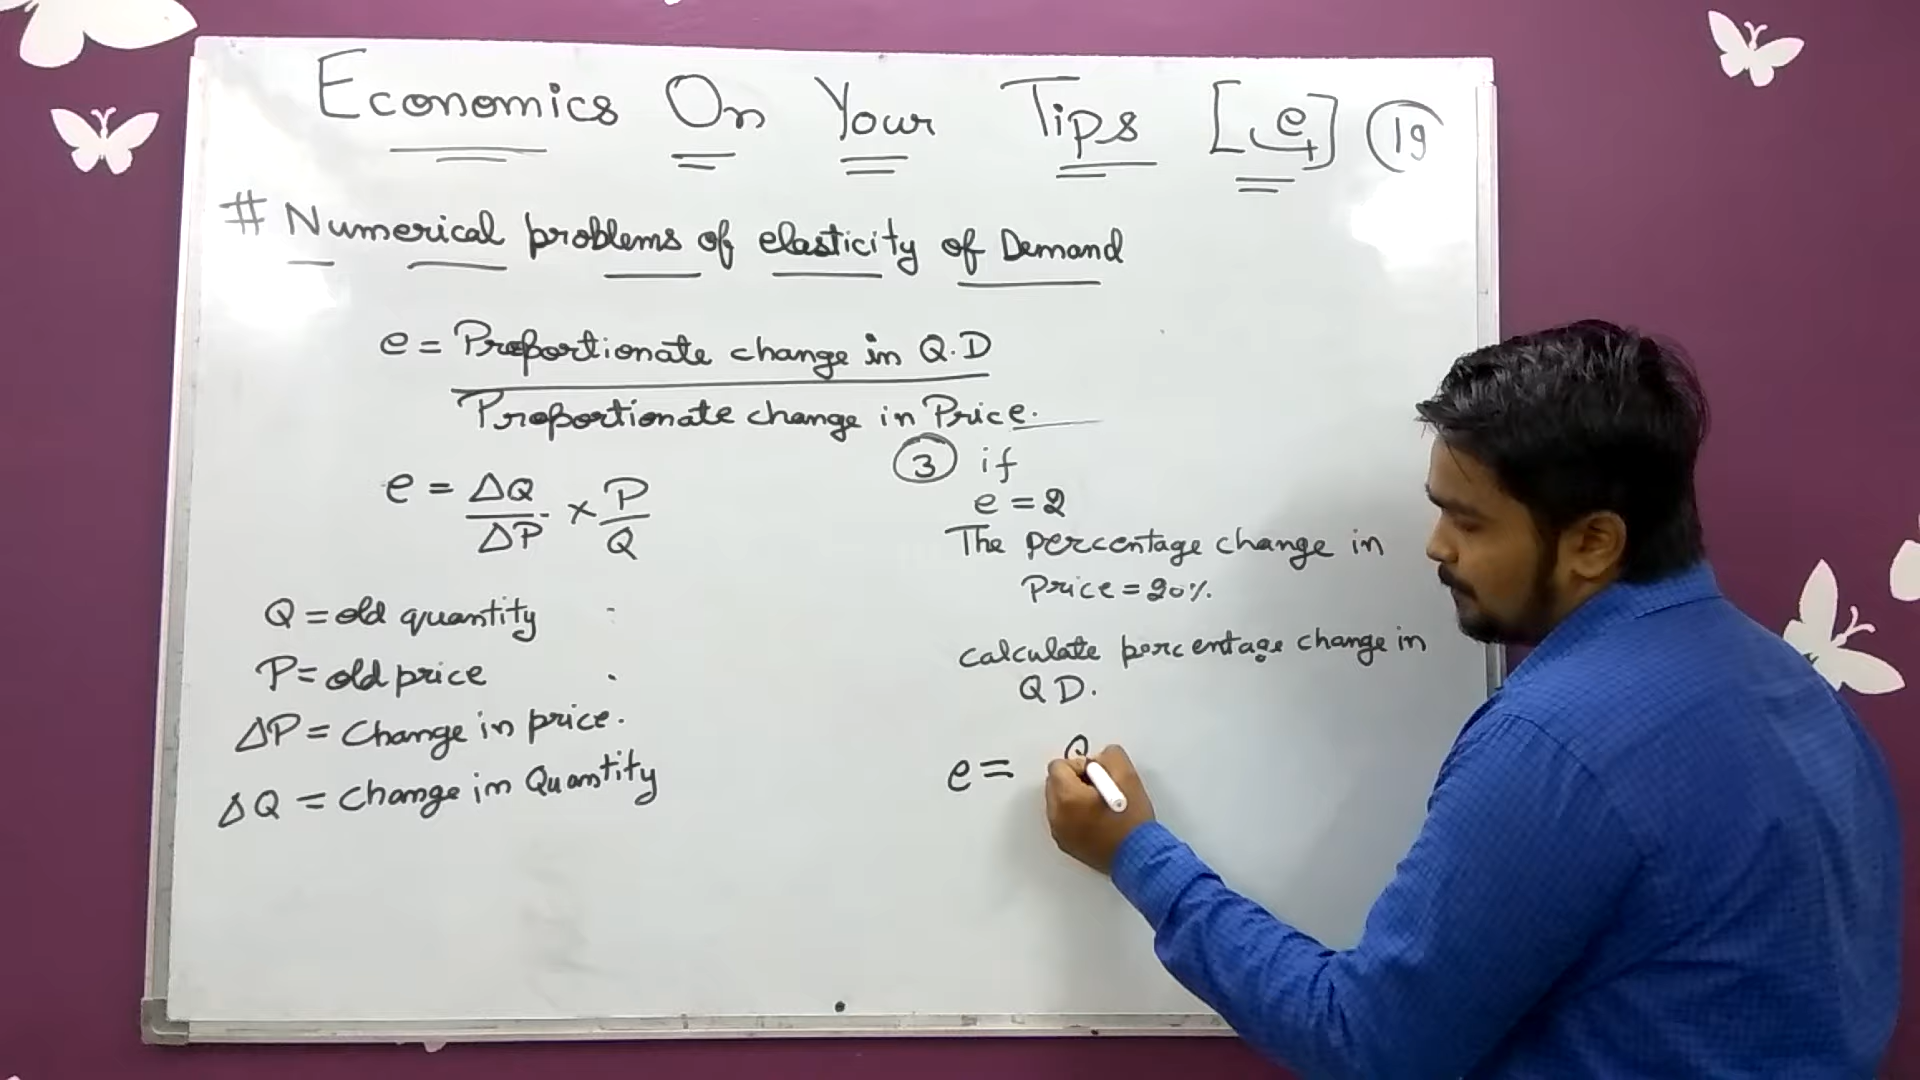 Economics On Your Tips [e] 19
# Numerical problems of elasticity of Demand
e = Proportionate change in Q.D
Proportionate change in Price.
e = ΔQ/ΔP × P/Q
Q = old quantity
P = old price
ΔP = Change in price.
ΔQ = Change in Quantity
3 if
e = 2
The percentage change in
Price = 20%.
Calculate percentage change in
Q D.
e = Q